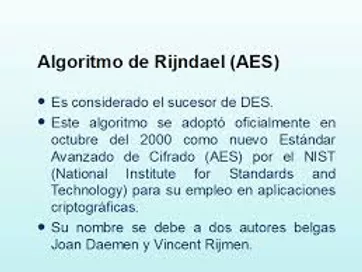 Algoritmo de Rijndael (AES)
• Es considerado el sucesor de DES.
• Este algoritmo se adoptó oficialmente en
octubre del 2000 como nuevo Estándar
Avanzado de Cifrado (AES) por el NIST
(National Institute for Standards and
Technology) para su empleo en aplicaciones
criptográficas.
• Su nombre se debe a dos autores belgas
Joan Daemen y Vincent Rijmen.